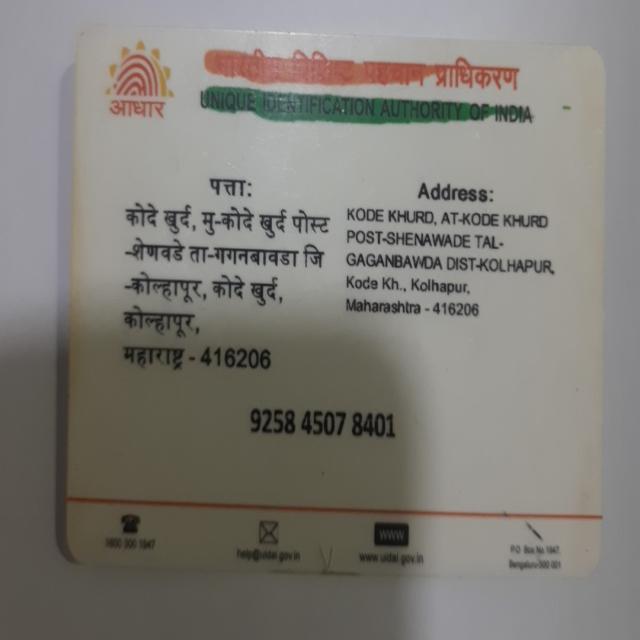 आधार
भारतीय विशिष्ट पहचान प्राधिकरण
UNIQUE IDENTIFICATION AUTHORITY OF INDIA
पत्ता:
कोदे खुर्द, मु-कोदे खुर्द पोस्ट
-शेणवडे ता-गगनबावडा जि
-कोल्हापूर, कोदे खुर्द,
कोल्हापूर,
महाराष्ट्र - 416206
Address:
KODE KHURD, AT-KODE KHURD
POST-SHENAWADE TAL-
GAGANBAWDA DIST-KOLHAPUR,
Kode Kh., Kolhapur,
Maharashtra - 416206
9258 4507 8401
1800 300 1947
help@uidai.gov.in
WWW
www.uidai.gov.in
P.O. Box No.1947,
Bengaluru-560 001